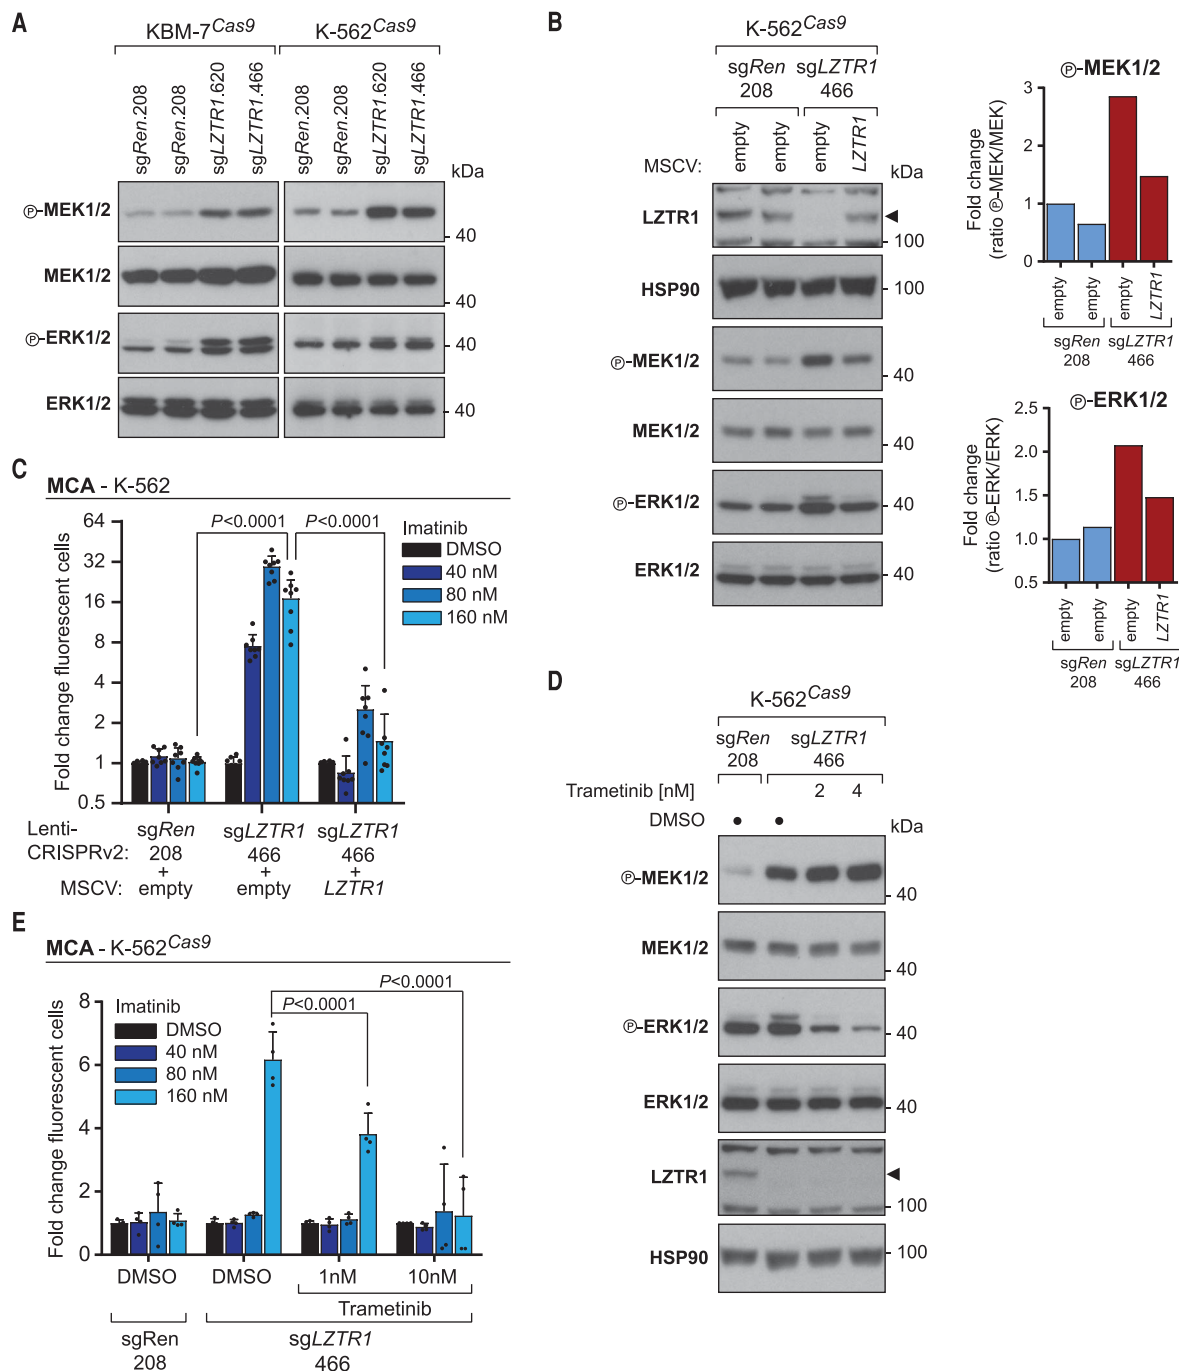 A
KBM-7Cas9
K-562Cas9
sgRen.208
sgRen.208
sgLZTR1.620
sgLZTR1.466
sgRen.208
sgRen.208
sgLZTR1.620
sgLZTR1.466
kDa
Ⓟ-MEK1/2
40
MEK1/2
40
Ⓟ-ERK1/2
40
ERK1/2
40
B
K-562Cas9
sgRen
208
sgLZTR1
466
MSCV:
empty
empty
empty
LZTR1
kDa
LZTR1
100
HSP90
100
Ⓟ-MEK1/2
40
MEK1/2
40
Ⓟ-ERK1/2
40
ERK1/2
40
Ⓟ-MEK1/2
Fold change
(ratio Ⓟ-MEK/MEK)
3
2
1
0
empty
empty
empty
LZTR1
sgRen
208
sgLZTR1
466
Ⓟ-ERK1/2
Fold change
(ratio Ⓟ-ERK/ERK)
2.5
2.0
1.5
1.0
0.5
empty
empty
empty
LZTR1
sgRen
208
sgLZTR1
466
C
MCA - K-562
Fold change fluorescent cells
64
32
16
8
4
2
1
0.5
P<0.0001
P<0.0001
Imatinib
DMSO
40 nM
80 nM
160 nM
Lenti-
CRISPRv2:
MSCV:
sgRen
208
+
empty
sgLZTR1
466
+
empty
sgLZTR1
466
+
LZTR1
D
K-562Cas9
sgRen
208
sgLZTR1
466
Trametinib [nM]
2
4
DMSO
kDa
Ⓟ-MEK1/2
40
MEK1/2
40
Ⓟ-ERK1/2
40
ERK1/2
40
LZTR1
100
HSP90
100
E
MCA - K-562Cas9
Fold change fluorescent cells
8
6
4
2
0
Imatinib
DMSO
40 nM
80 nM
160 nM
P<0.0001
P<0.0001
DMSO
DMSO
1nM
10nM
Trametinib
sgRen
208
sgLZTR1
466